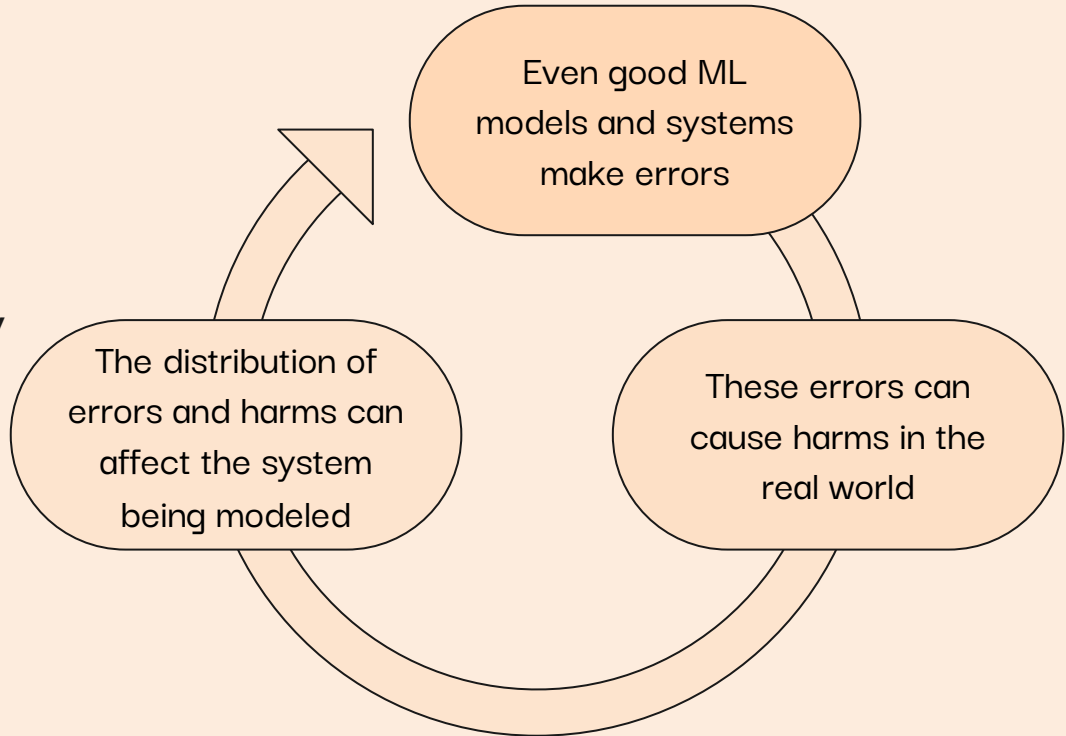 Even good ML
models and systems
make errors
These errors can
cause harms in the
real world
The distribution of
errors and harms can
affect the system
being modeled